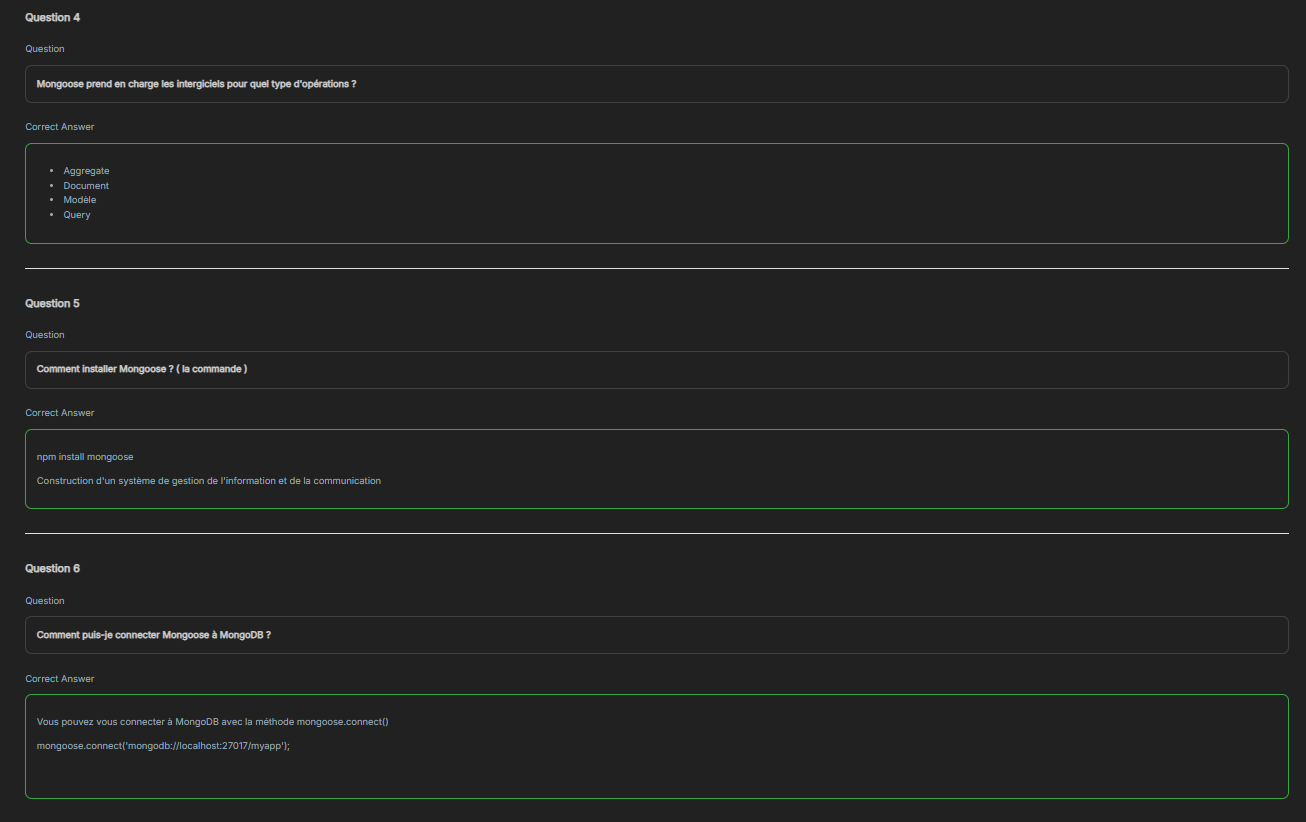 Question 4
Question
Mongoose prend en charge les intergiciels pour quel type d'opérations ?
Correct Answer
• Aggregate
• Document
• Modèle
• Query
Question 5
Question
Comment installer Mongoose ? ( la commande )
Correct Answer
npm install mongoose
Construction d'un système de gestion de l'information et de la communication
Question 6
Question
Comment puis-je connecter Mongoose à MongoDB ?
Correct Answer
Vous pouvez vous connecter à MongoDB avec la méthode mongoose.connect()
mongoose.connect('mongodb://localhost:27017/myapp');